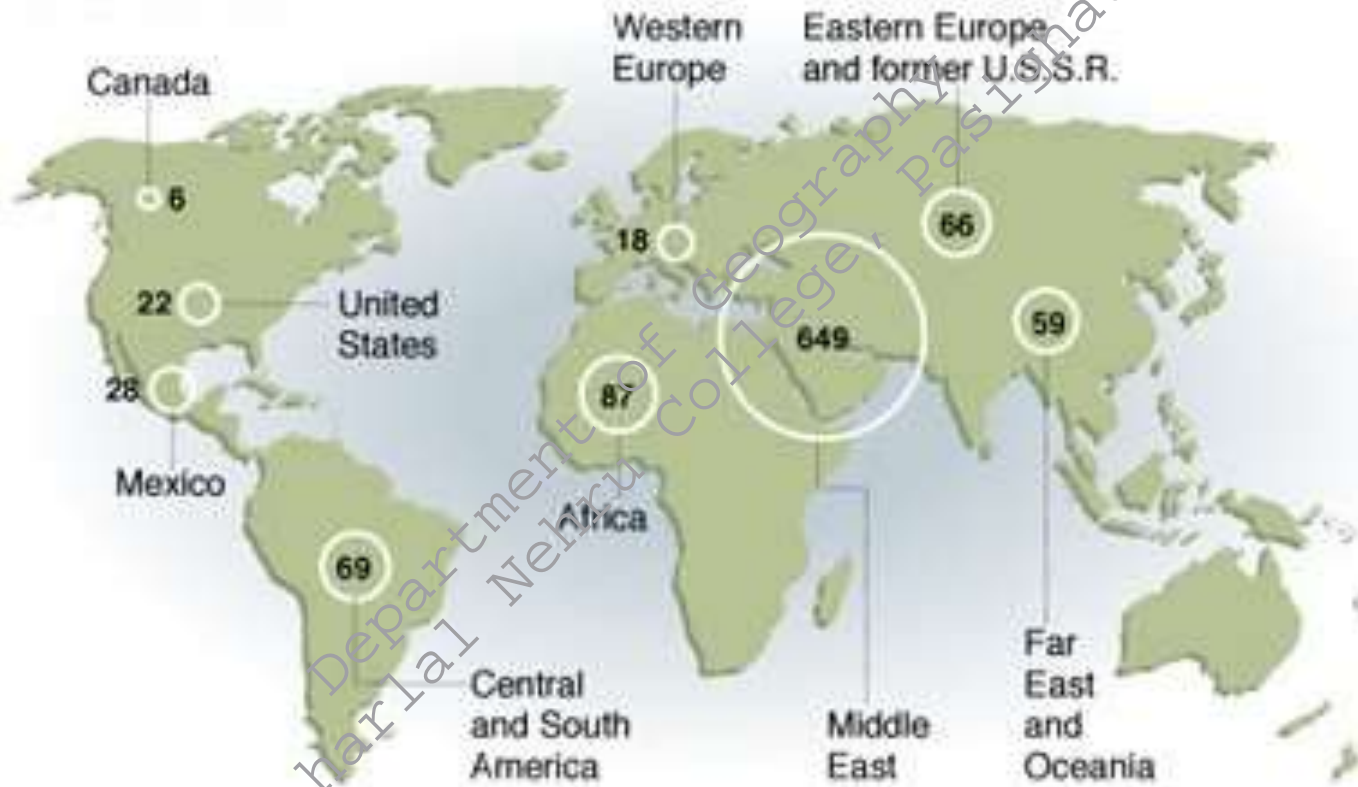 Western
Europe
Eastern Europe
and former U.S.S.R.
Canada
6
18
66
22
United
States
649
59
28
87
Mexico
Africa
69
Central
and South
America
Middle
East
Far
East
and
Oceania
Department of Geography
Nehru College, Pasigha